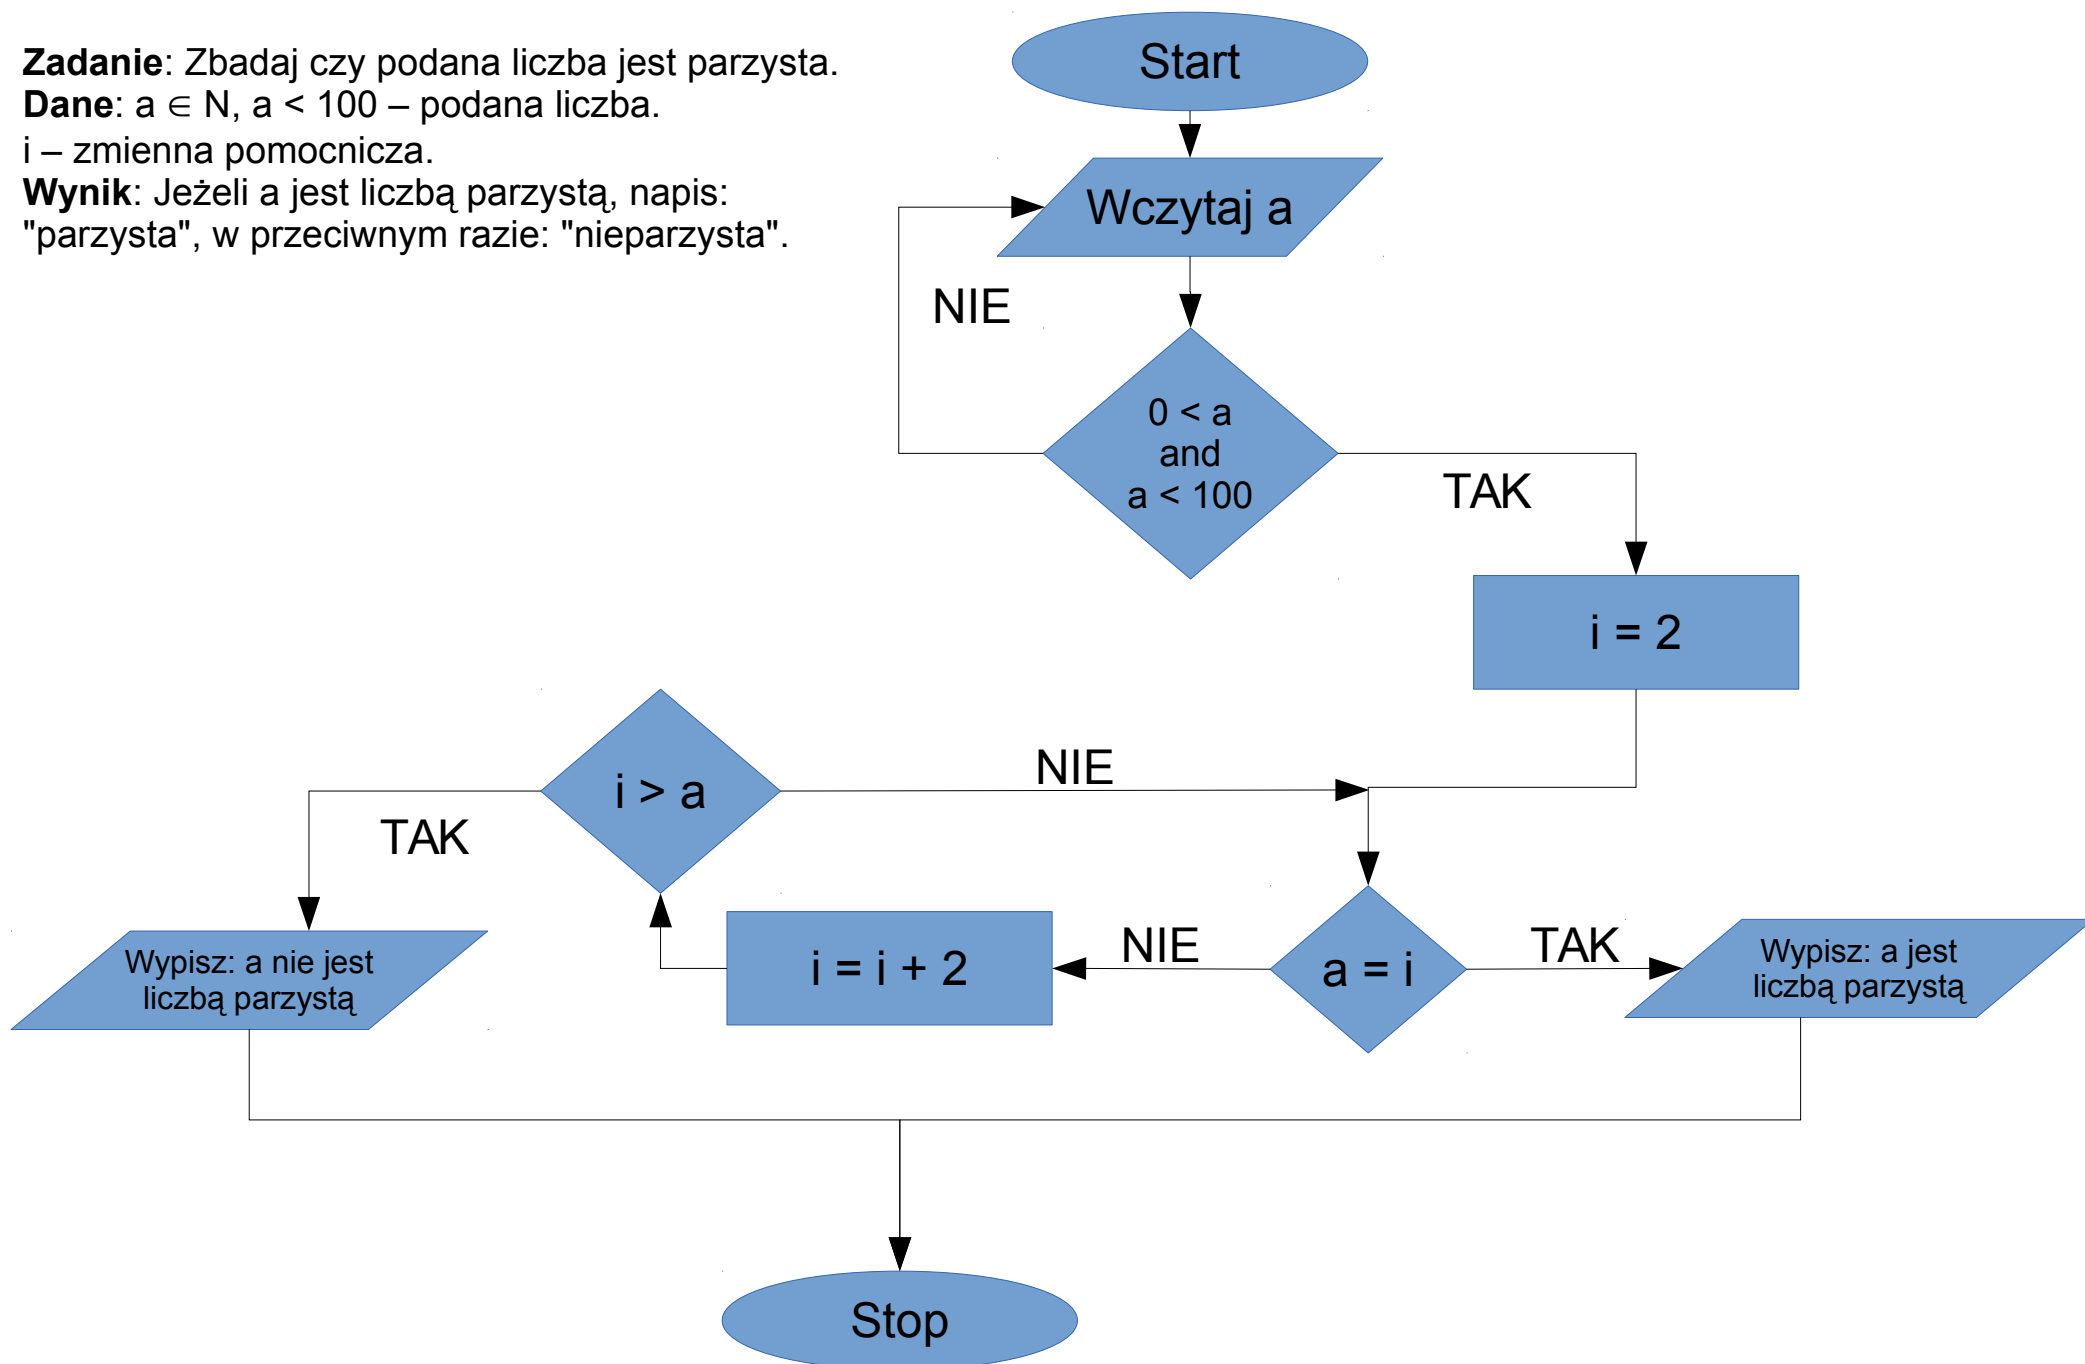 Zadanie: Zbadaj czy podana liczba jest parzysta.
Dane: a ∈ N, a < 100 – podana liczba.
i – zmienna pomocnicza.
Wynik: Jeżeli a jest liczbą parzystą, napis:
"parzysta", w przeciwnym razie: "nieparzysta".
Start
Wczytaj a
NIE
0 < a
and
a < 100
TAK
i = 2
i > a
NIE
TAK
Wypisz: a nie jest
liczbą parzystą
i = i + 2
NIE
a = i
TAK
Wypisz: a jest
liczbą parzystą
Stop